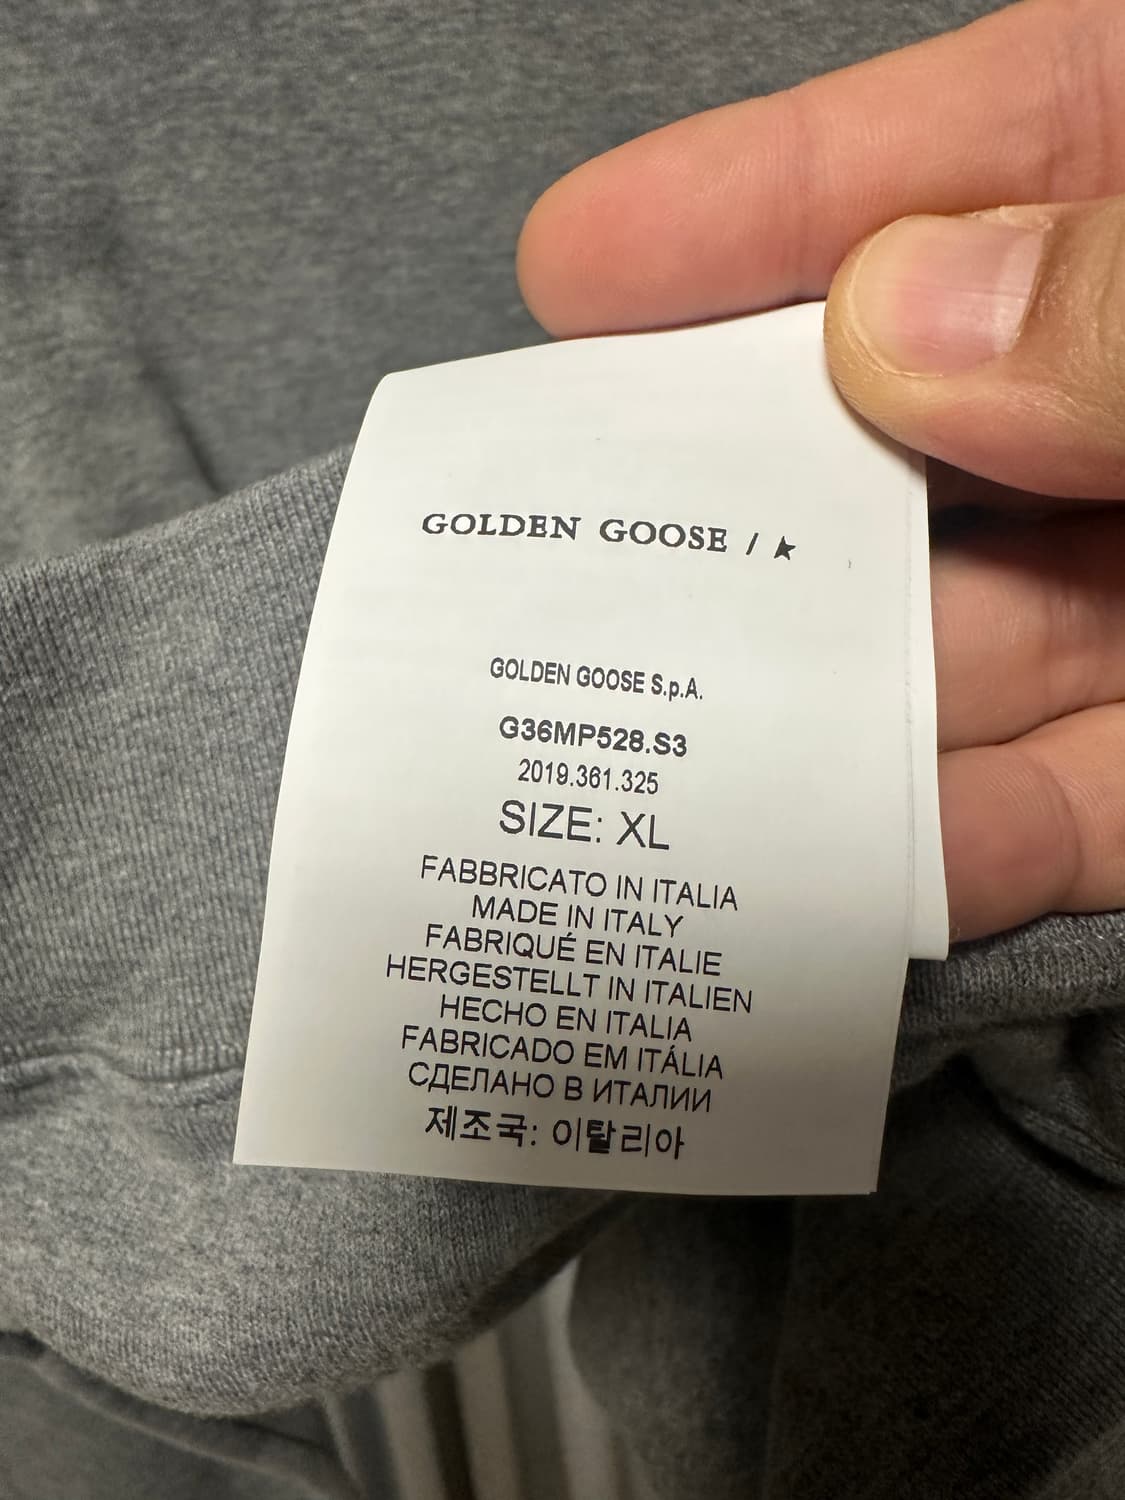 GOLDEN GOOSE / ★
GOLDEN GOOSE S.p.A.
G36MP528.S3
2019.361.325
SIZE: XL
FABBRICATO IN ITALIA
MADE IN ITALY
FABRIQUÉ EN ITALIE
HERGESTELLT IN ITALIEN
HECHO EN ITALIA
FABRICADO EM ITÁLIA
СДЕЛАНО В ИТАЛИИ
제조국: 이탈리아